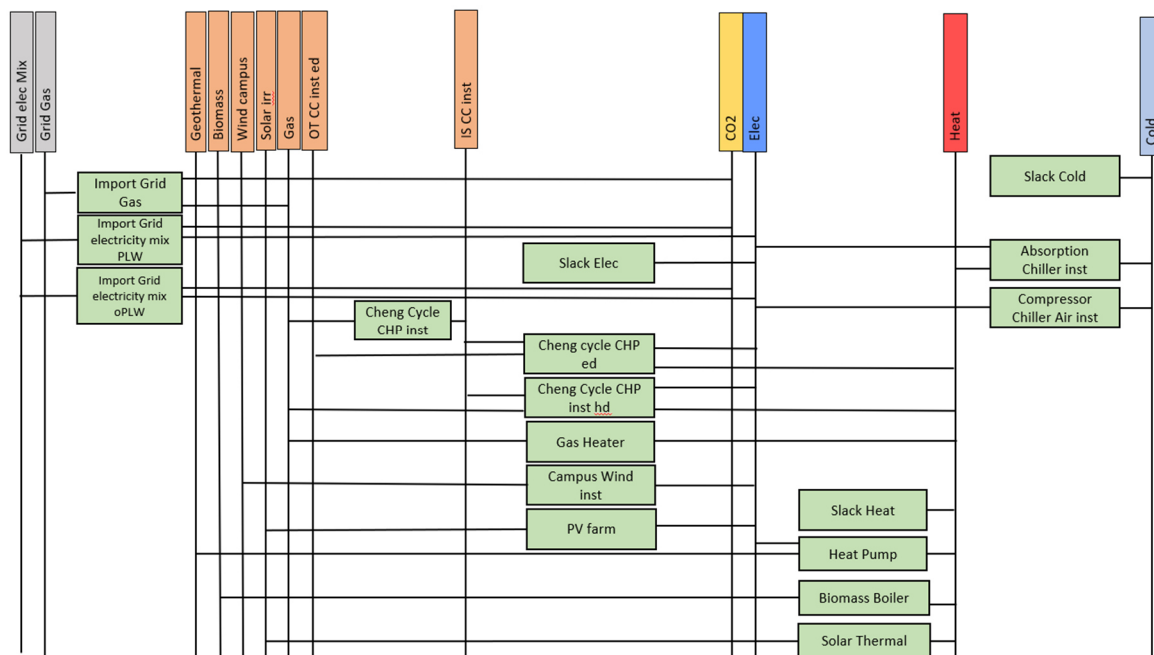 Grid elec Mix
Grid Gas
Geothermal
Biomass
Wind campus
Solar irr
Gas
OT CC inst ed
IS CC inst
CO2
Elec
Heat
Cold
Import Grid
Gas
Slack Cold
Import Grid
electricity mix
PLW
Slack Elec
Absorption
Chiller inst
Import Grid
electricity mix
oPLW
Cheng Cycle
CHP inst
Compressor
Chiller Air inst
Cheng cycle CHP
ed
Cheng Cycle CHP
inst hd
Gas Heater
Campus Wind
inst
Slack Heat
PV farm
Heat Pump
Biomass Boiler
Solar Thermal